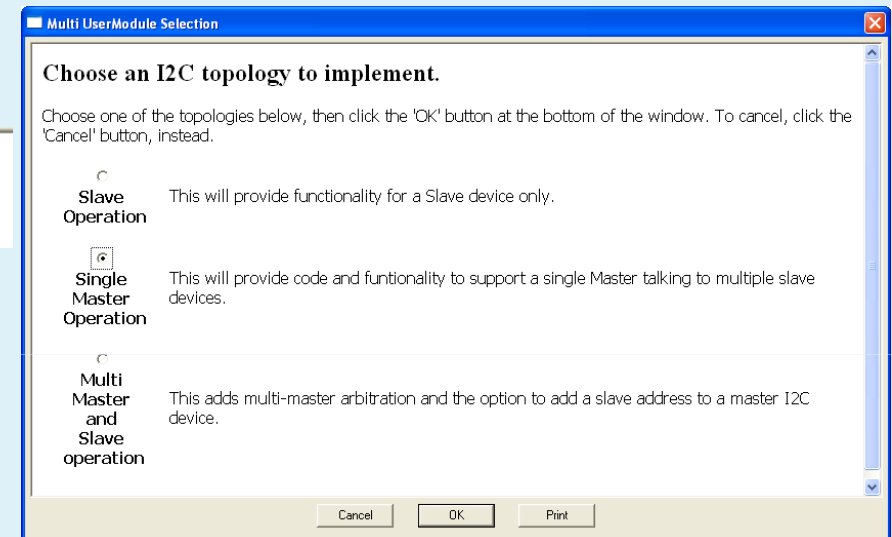 Multi UserModule Selection
Choose an I2C topology to implement.
Choose one of the topologies below, then click the 'OK' button at the bottom of the window. To cancel, click the
'Cancel' button, instead.
Slave
Operation
This will provide functionality for a Slave device only.
Single
Master
Operation
This will provide code and funtionality to support a single Master talking to multiple slave
devices.
Multi
Master
and
Slave
operation
This adds multi-master arbitration and the option to add a slave address to a master I2C
device.
Cancel
OK
Print